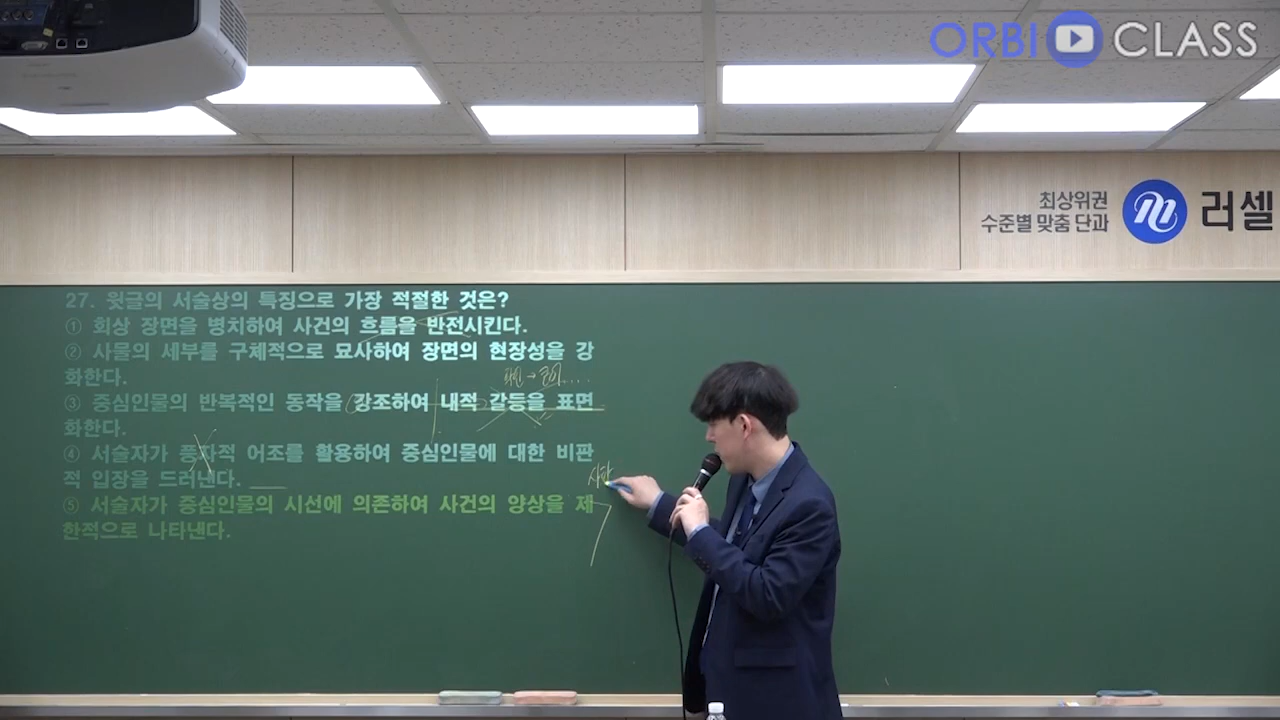 ORBI CLASS
최상위권
수준별 맞춤 단과
러셀
27. 윗글의 서술상의 특징으로 가장 적절한 것은?
① 회상 장면을 병치하여 사건의 흐름을 반전시킨다.
② 사물의 세부를 구체적으로 묘사하여 장면의 현장성을 강
화한다.
③ 중심인물의 반복적인 동작을 강조하여 내적 갈등을 표면
화한다.
④ 서술자가 풍자적 어조를 활용하여 중심인물에 대한 비판
적 입장을 드러낸다.
⑤ 서술자가 중심인물의 시선에 의존하여 사건의 양상을 제
한적으로 나타낸다.